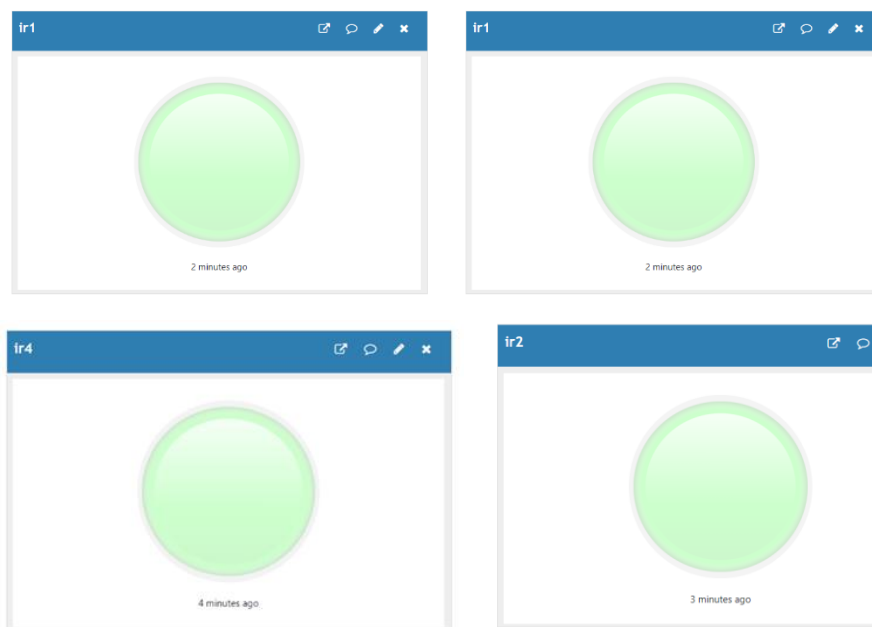 ir1
2 minutes ago
ir1
2 minutes ago
ir4
4 minutes ago
ir2
3 minutes ago